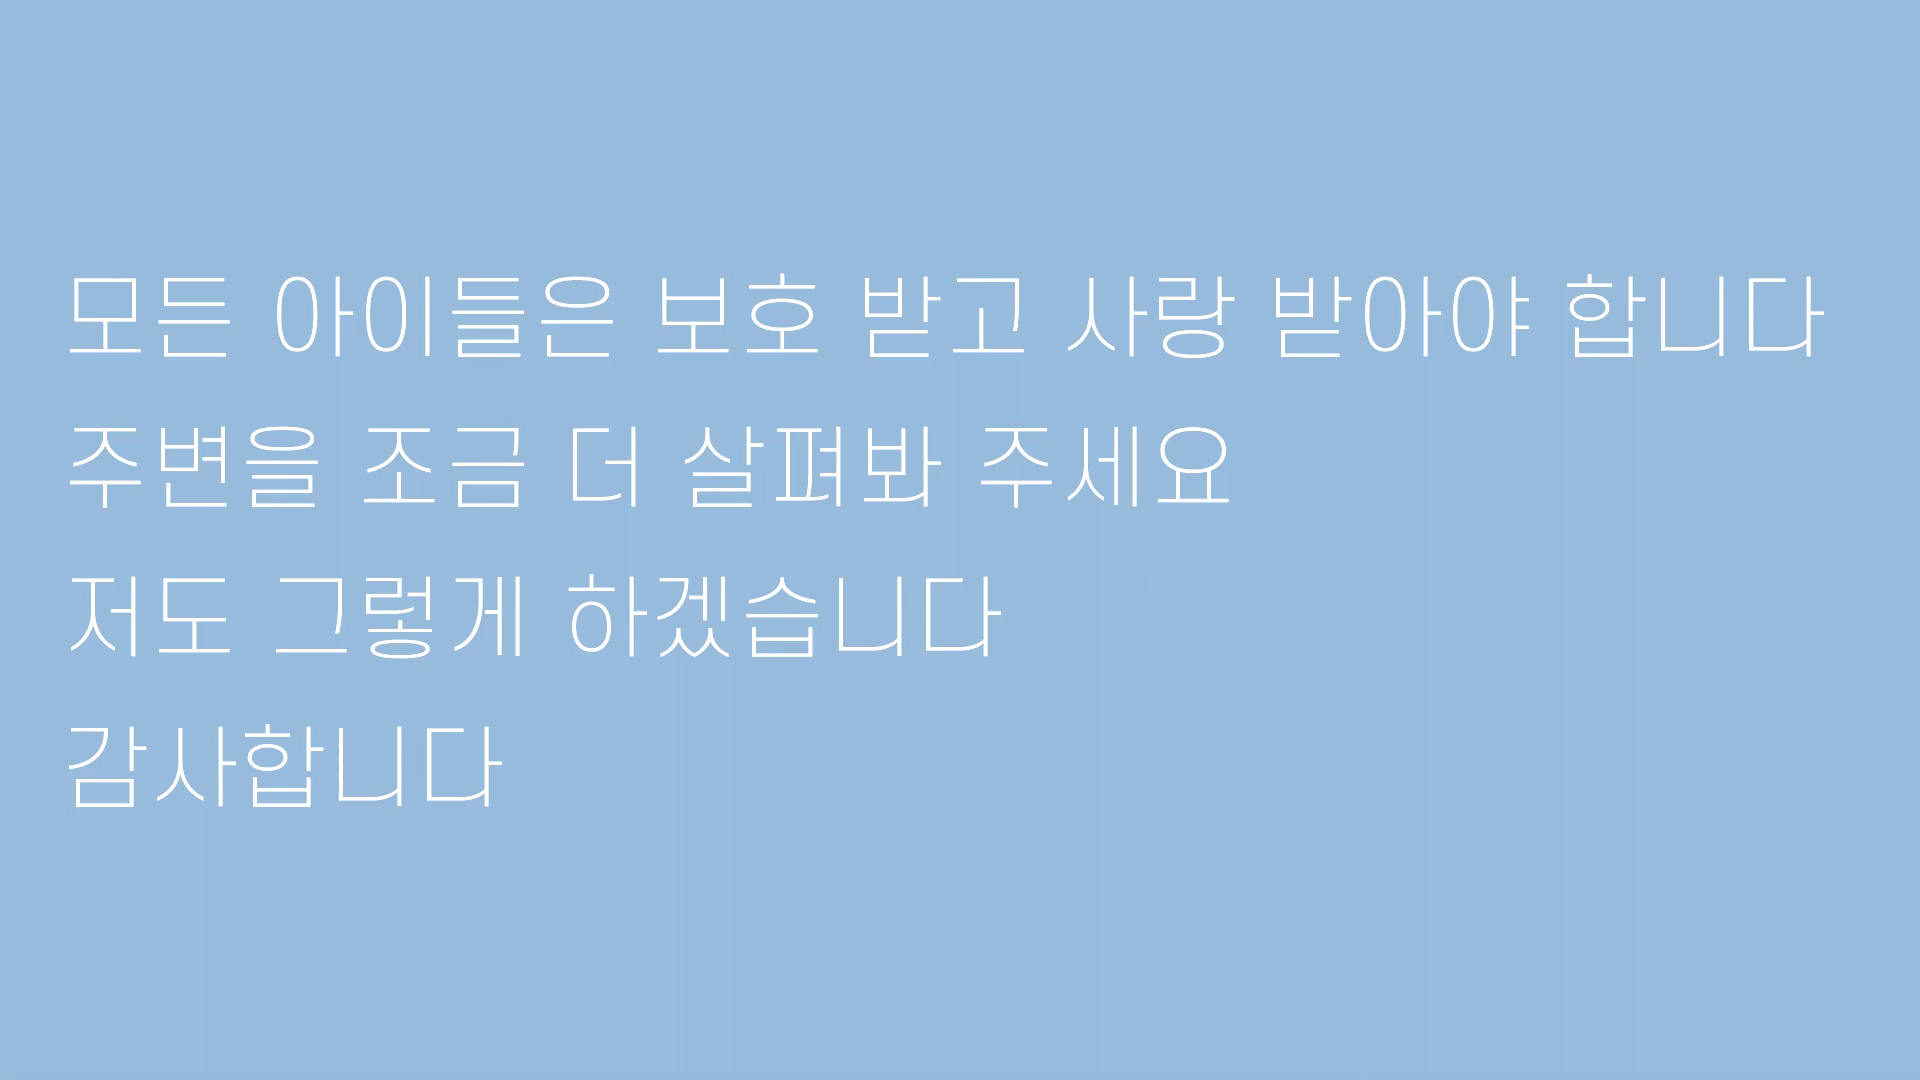 모든 아이들은 보호 받고 사랑 받아야 합니다
주변을 조금 더 살펴봐 주세요
저도 그렇게 하겠습니다
감사합니다